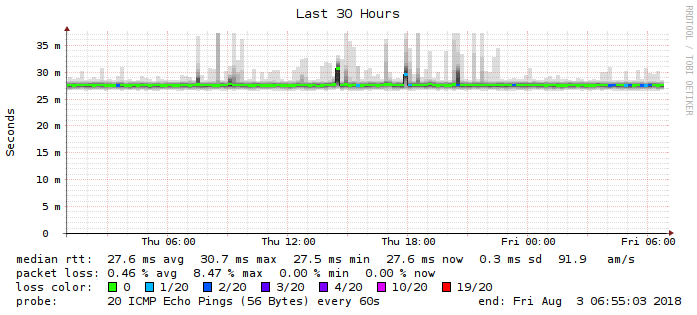 Last 30 Hours
RRDTOOL / TOBI OETIKER
Seconds
35 m
30 m
25 m
20 m
15 m
10 m
5 m
0
Thu 06:00 Thu 12:00 Thu 18:00 Fri 00:00 Fri 06:00
median rtt: 27.6 ms avg 30.7 ms max 27.5 ms min 27.6 ms now 0.3 ms sd 91.9 am/s
packet loss: 0.46 % avg 8.47 % max 0.00 % min 0.00 % now
loss color: 0 1/20 2/20 3/20 4/20 10/20 19/20
probe: 20 ICMP Echo Pings (56 Bytes) every 60s end: Fri Aug 3 06:55:03 2018